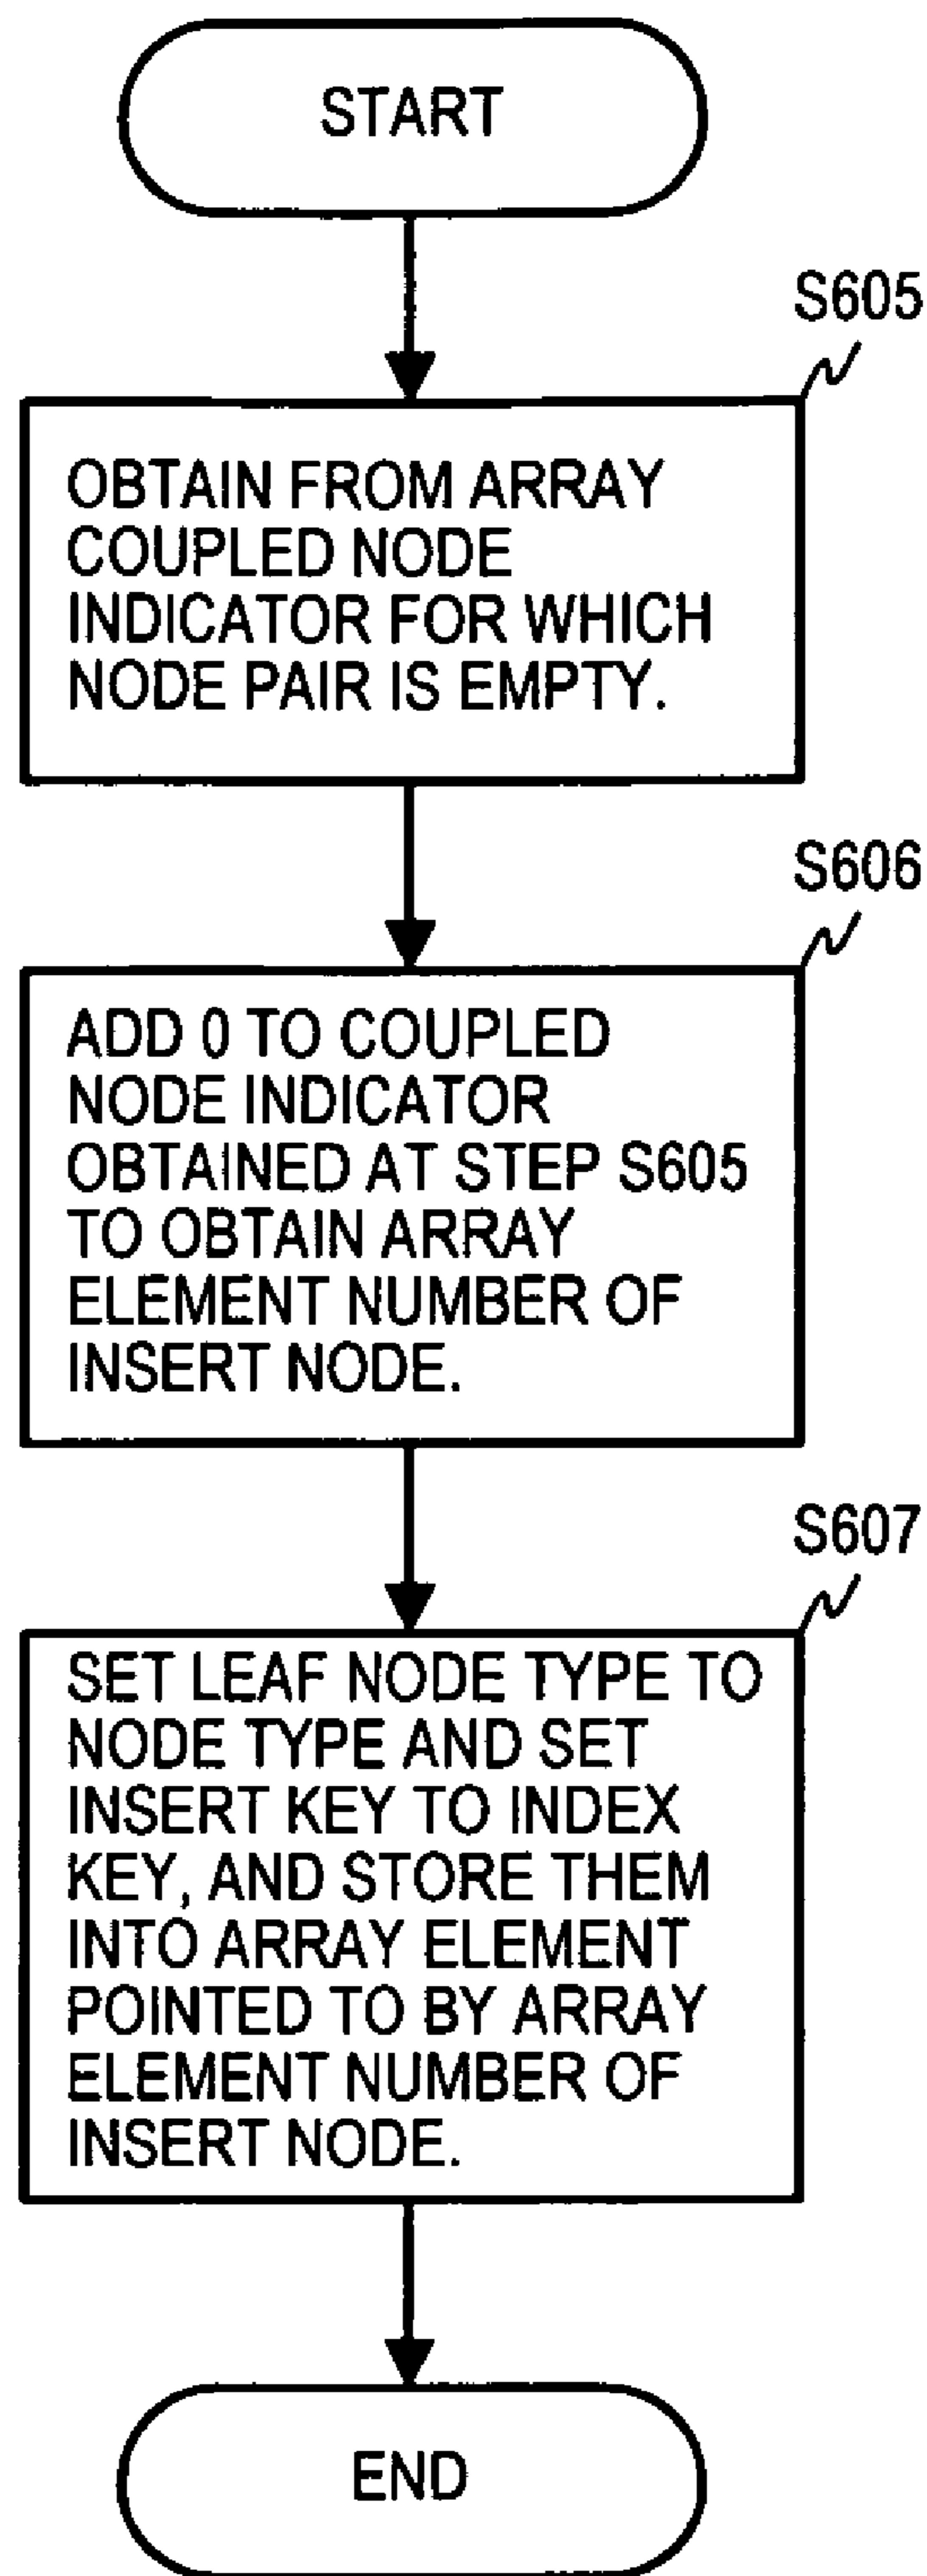 START
S605
OBTAIN FROM ARRAY
COUPLED NODE
INDICATOR FOR WHICH
NODE PAIR IS EMPTY.
S606
ADD 0 TO COUPLED
NODE INDICATOR
OBTAINED AT STEP S605
TO OBTAIN ARRAY
ELEMENT NUMBER OF
INSERT NODE.
S607
SET LEAF NODE TYPE TO
NODE TYPE AND SET
INSERT KEY TO INDEX
KEY, AND STORE THEM
INTO ARRAY ELEMENT
POINTED TO BY ARRAY
ELEMENT NUMBER OF
INSERT NODE.
END